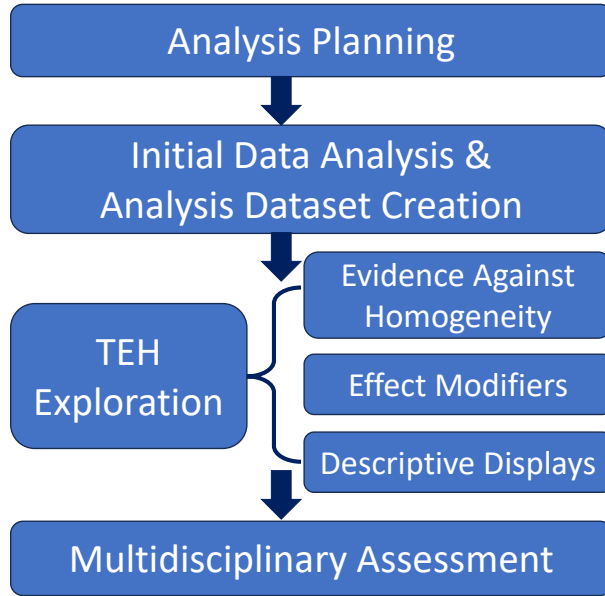 Analysis Planning
Initial Data Analysis &
Analysis Dataset Creation
TEH
Exploration
Evidence Against
Homogeneity
Effect Modifiers
Descriptive Displays
Multidisciplinary Assessment